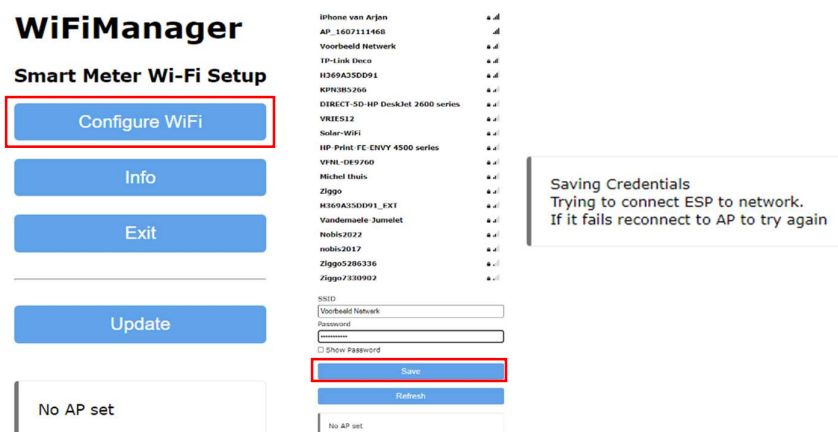 WiFiManager
Smart Meter Wi-Fi Setup
Configure WiFi
Info
Exit
Update
No AP set
iPhone van Arjan
AP_1607111468
Voorbeeld Netwerk
TP-Link Deco
H369A35DD91
KPN3B5266
DIRECT-5D-HP DeskJet 2600 series
VRIES12
Solar-WiFi
HP-Print-FE-ENVY 4500 series
VFNL-DE9760
Michel thuis
Ziggo
H369A35DD91_EXT
Vandemaele-Jumelet
Nobis2022
nobis2017
Ziggo5286336
Ziggo7330902
SSID
Voorbeeld Netwerk
Password
Show Password
Save
Refresh
No AP set
Saving Credentials
Trying to connect ESP to network.
If it fails reconnect to AP to try again